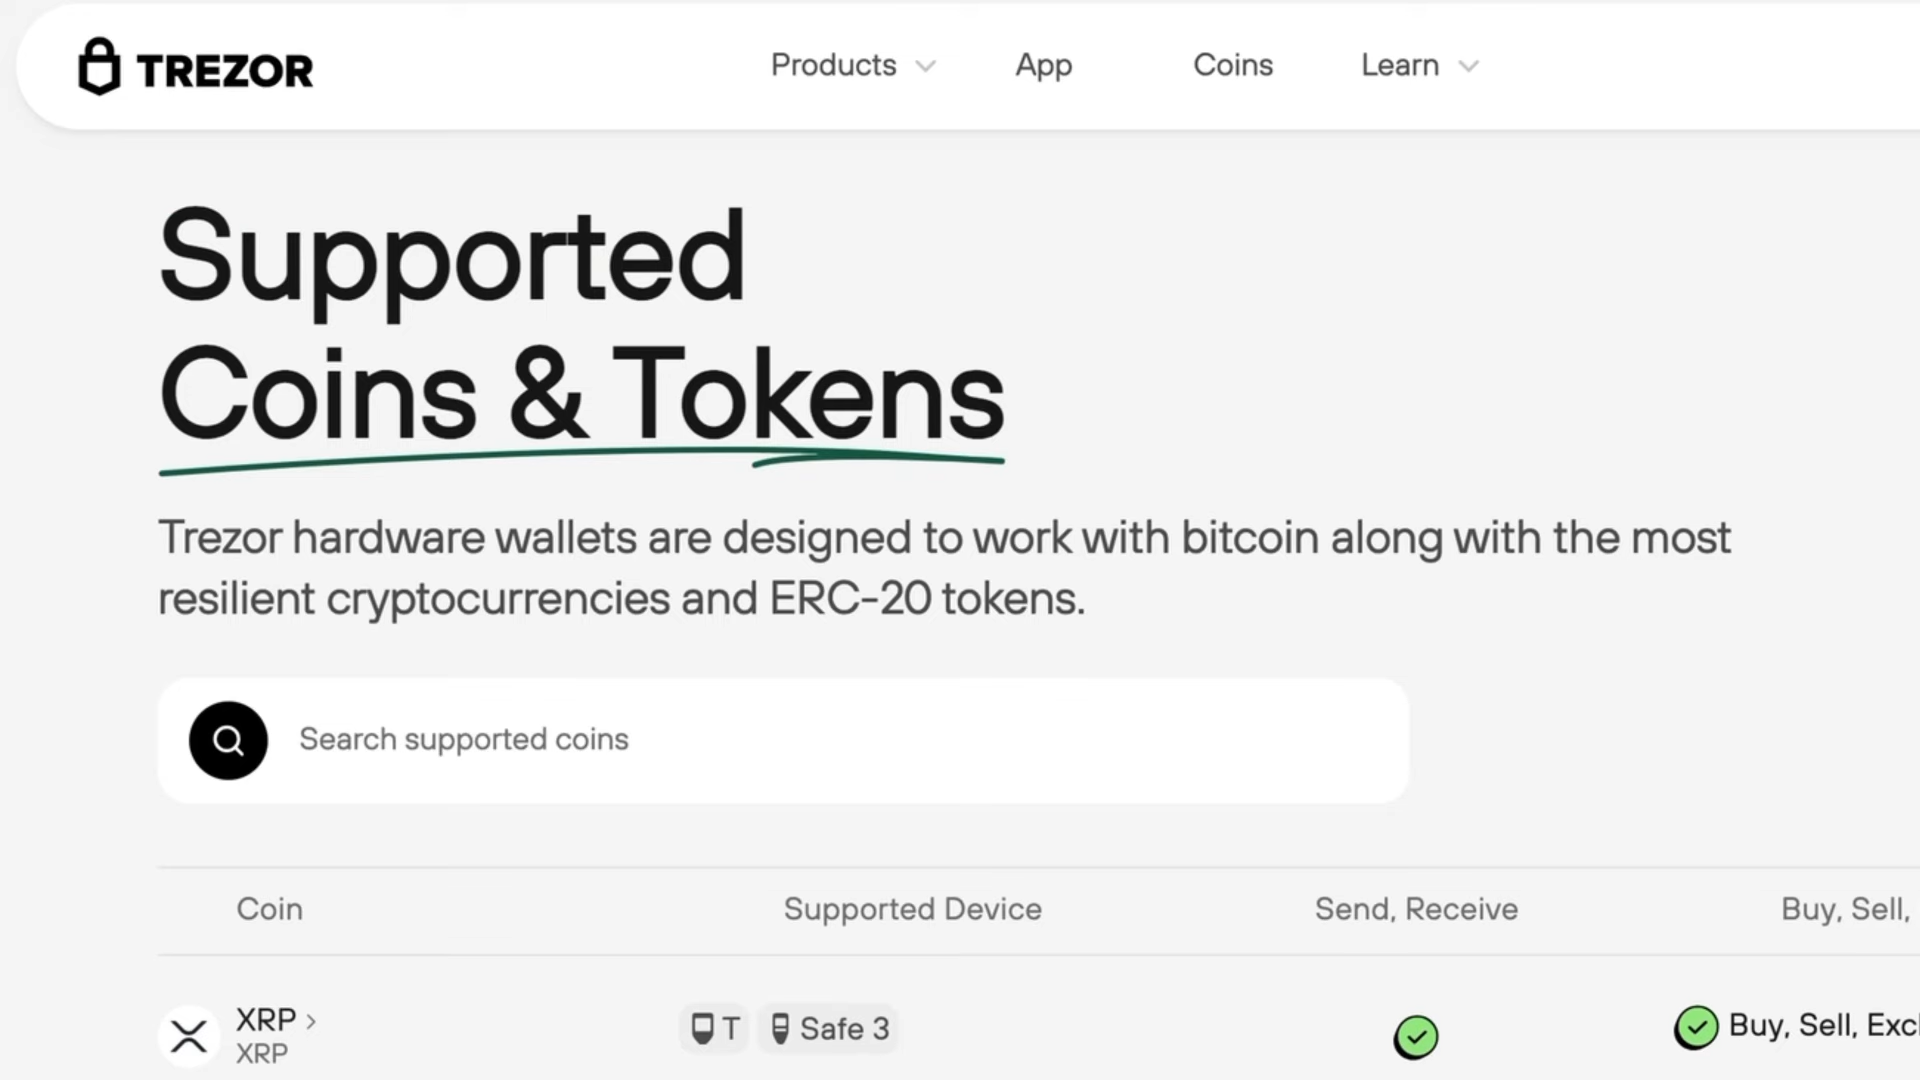 TREZOR
Products App Coins Learn
Supported
Coins & Tokens
Trezor hardware wallets are designed to work with bitcoin along with the most
resilient cryptocurrencies and ERC-20 tokens.
Search supported coins
Coin Supported Device Send, Receive Buy, Sell,
XRP T Safe 3 Buy, Sell, Excl
XRP